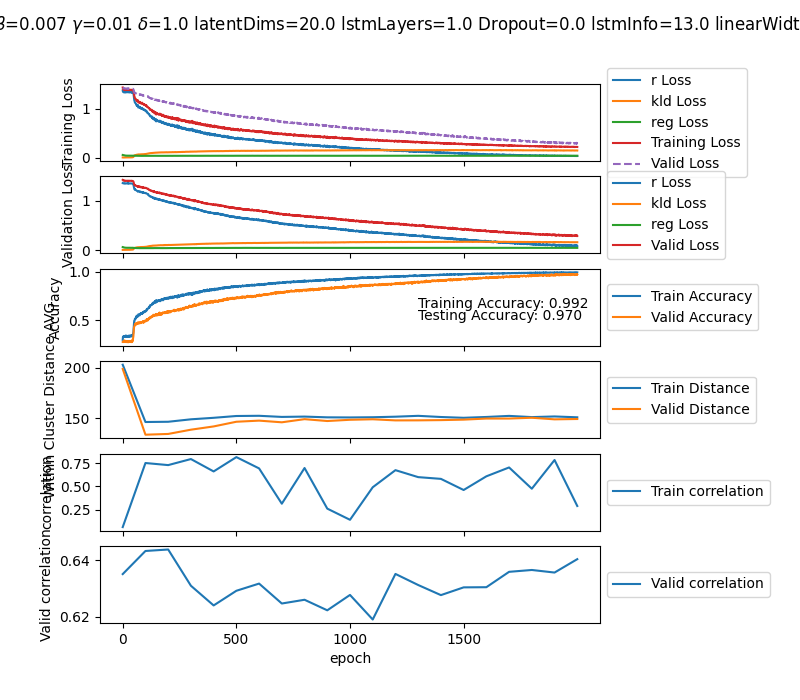 =0.007 γ=0.01 δ=1.0 latentDims=20.0 lstmLayers=1.0 Dropout=0.0 lstmInfo=13.0 linearWidt
Training Loss
1
0
r Loss
kld Loss
reg Loss
Training Loss
Valid Loss
Validation Loss
1
0
r Loss
kld Loss
reg Loss
Valid Loss
Accuracy
1.0
0.5
Training Accuracy: 0.992
Testing Accuracy: 0.970
Train Accuracy
Valid Accuracy
Within Cluster Distance AVG
200
150
Train Distance
Valid Distance
correlation
0.75
0.50
0.25
Train correlation
Valid correlation
0.64
0.62
Valid correlation
0
500
1000
1500
epoch